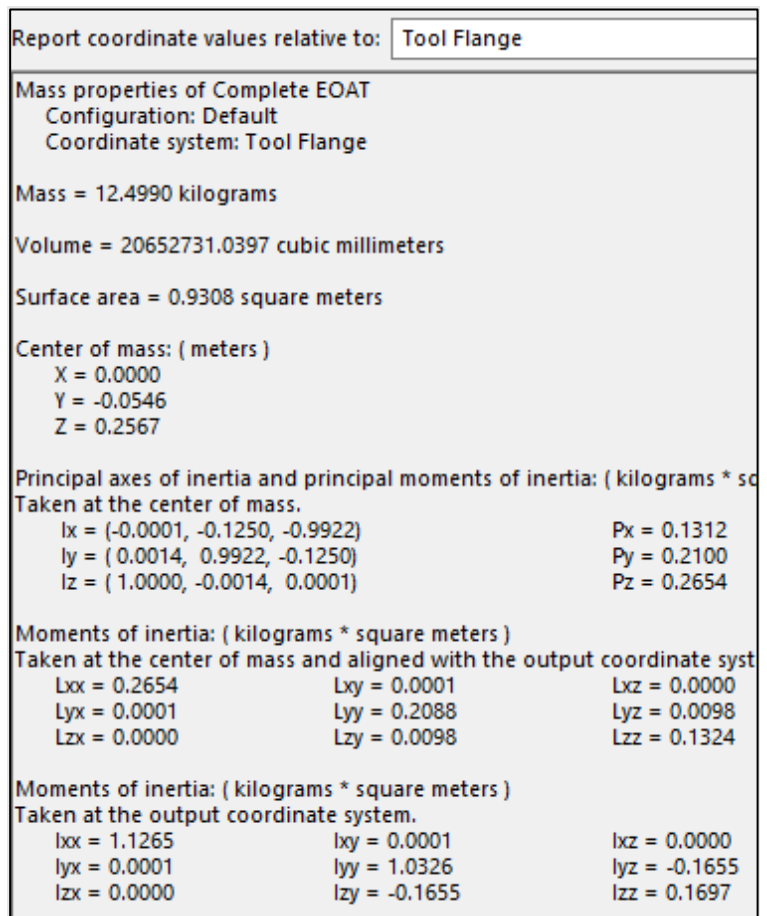 Report coordinate values relative to: Tool Flange
Mass properties of Complete EOAT
Configuration: Default
Coordinate system: Tool Flange
Mass = 12.4990 kilograms
Volume = 20652731.0397 cubic millimeters
Surface area = 0.9308 square meters
Center of mass: ( meters )
X = 0.0000
Y = -0.0546
Z = 0.2567
Principal axes of inertia and principal moments of inertia: ( kilograms * sq
Taken at the center of mass.
Ix = (-0.0001, -0.1250, -0.9922) Px = 0.1312
Iy = ( 0.0014, 0.9922, -0.1250) Py = 0.2100
Iz = ( 1.0000, -0.0014, 0.0001) Pz = 0.2654
Moments of inertia: ( kilograms * square meters )
Taken at the center of mass and aligned with the output coordinate syst
Lxx = 0.2654 Lxy = 0.0001 Lxz = 0.0000
Lyx = 0.0001 Lyy = 0.2088 Lyz = 0.0098
Lzx = 0.0000 Lzy = 0.0098 Lzz = 0.1324
Moments of inertia: ( kilograms * square meters )
Taken at the output coordinate system.
Ixx = 1.1265 Ixy = 0.0001 Ixz = 0.0000
Iyx = 0.0001 Iyy = 1.0326 Iyz = -0.1655
Izx = 0.0000 Izy = -0.1655 Izz = 0.1697